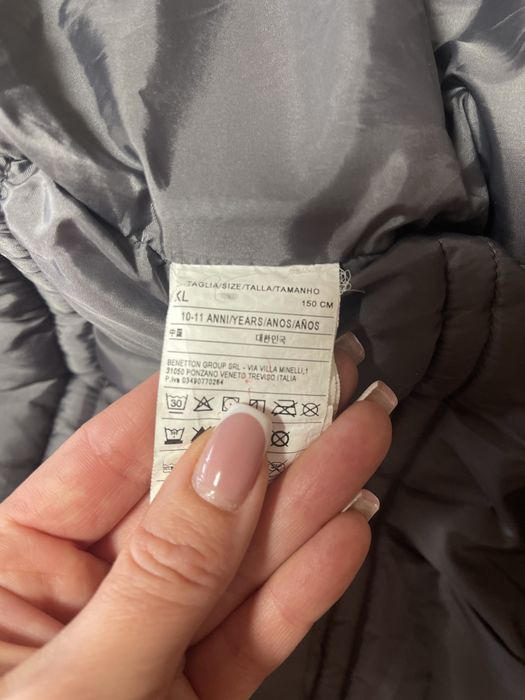 TAGLIA/SIZE/TALLA/TAMANHO
XL 150 CM
10-11 ANNI/YEARS/ANOS/AÑOS
中国 대한민국
BENETTON GROUP SRL - VIA VILLA MINELLI,1
31050 PONZANO VENETO TREVISO ITALIA
P.Iva 03490770264
30